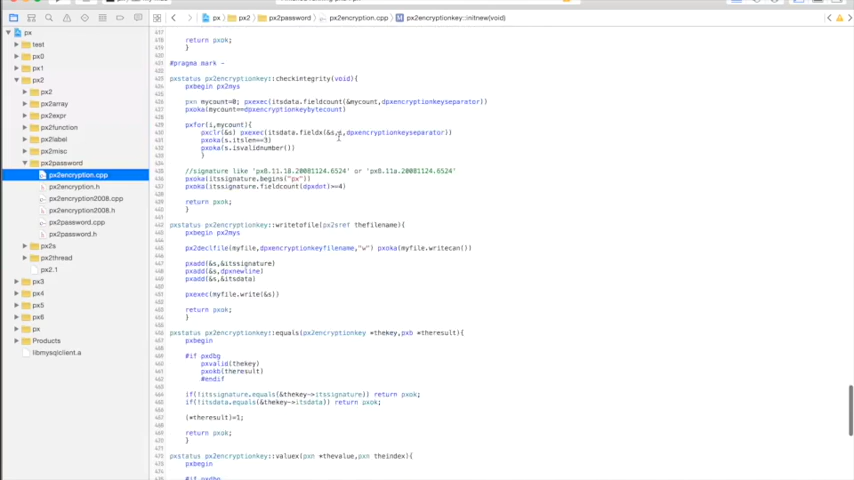 px
px2
px2password
px2encryption.cpp
px2encryptionkey::initnew(void)
px
test
px0
px1
px2
px2
px2array
px2expr
px2function
px2label
px2misc
px2password
px2encryption.cpp
px2encryption.h
px2encryption2008.cpp
px2encryption2008.h
px2password.cpp
px2password.h
px2s
px2thread
px2.1
px3
px4
px5
px6
px
Products
libmysqlclient.a
return pxok;
}
#pragma mark -
pxstatus px2encryptionkey::checkintegrity(void){
pxbegin px2mys
pxn mycount=0; pxexec(itsdata.fieldcount(&mycount,dpxencryptionkeyseparator))
pxoka(mycount==dpxencryptionkeybytecount)
pxfor(i,mycount){
pxclr(&s) pxexec(itsdata.fieldx(&s,i,dpxencryptionkeyseparator))
pxoka(s.itslen==3)
pxoka(s.isvalidnumber())
}
//signature like 'px8.11.18.20081124.6524' or 'px8.11a.20081124.6524'
pxoka(itssignature.begins("px"))
pxoka(itssignature.fieldcount(dpxdot)>=4)
return pxok;
}
pxstatus px2encryptionkey::writetofile(px2sref thefilename){
pxbegin px2mys
px2declfile(myfile,dpxencryptionkeyfilename,"w") pxoka(myfile.writecan())
pxadd(&s,&itssignature)
pxadd(&s,dpxnewline)
pxadd(&s,&itsdata)
pxexec(myfile.write(&s))
return pxok;
}
pxstatus px2encryptionkey::equals(px2encryptionkey *thekey,pxb *theresult){
pxbegin
#if pxdbg
pxvalid(thekey)
pxokb(theresult)
#endif
if(!itssignature.equals(&thekey->itssignature)) return pxok;
if(!itsdata.equals(&thekey->itsdata)) return pxok;
(*theresult)=1;
return pxok;
}
pxstatus px2encryptionkey::valuex(pxn *thevalue,pxn theindex){
pxbegin
#if pxdbg